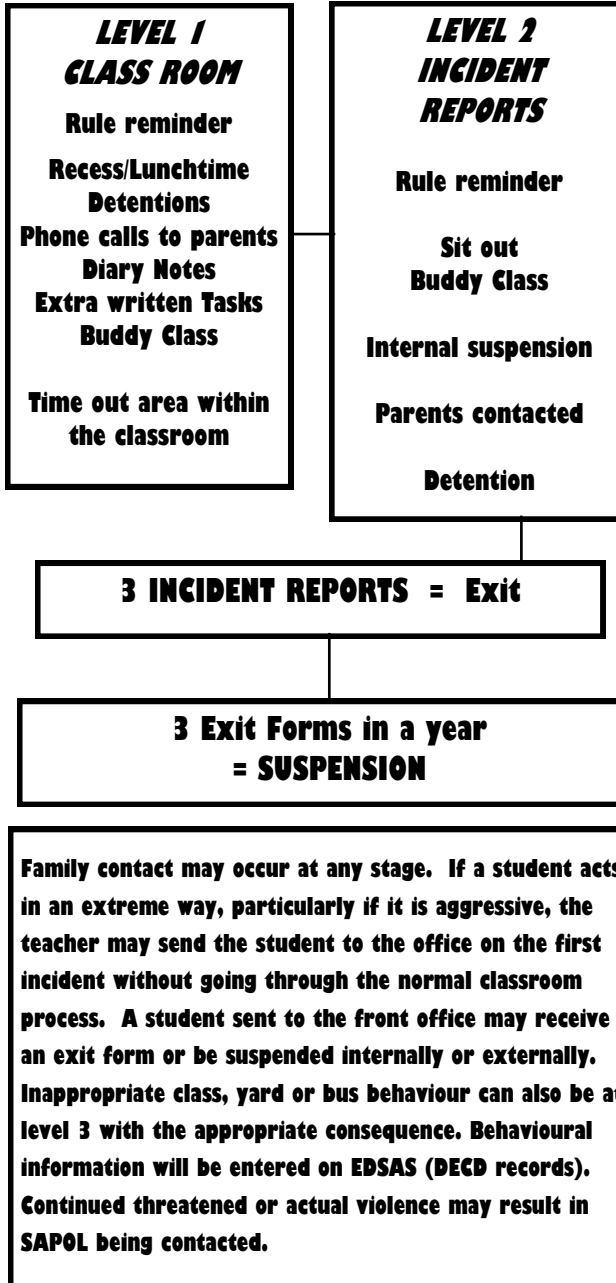 LEVEL 1
CLASS ROOM
Rule reminder
Recess/Lunchtime
Detentions
Phone calls to parents
Diary Notes
Extra written Tasks
Buddy Class
Time out area within
the classroom
LEVEL 2
INCIDENT
REPORTS
Rule reminder
Sit out
Buddy Class
Internal suspension
Parents contacted
Detention
3 INCIDENT REPORTS = Exit
3 Exit Forms in a year
= SUSPENSION
Family contact may occur at any stage. If a student acts
in an extreme way, particularly if it is aggressive, the
teacher may send the student to the office on the first
incident without going through the normal classroom
process. A student sent to the front office may receive
an exit form or be suspended internally or externally.
Inappropriate class, yard or bus behaviour can also be at
level 3 with the appropriate consequence. Behavioural
information will be entered on EDSAS (DECD records).
Continued threatened or actual violence may result in
SAPOL being contacted.